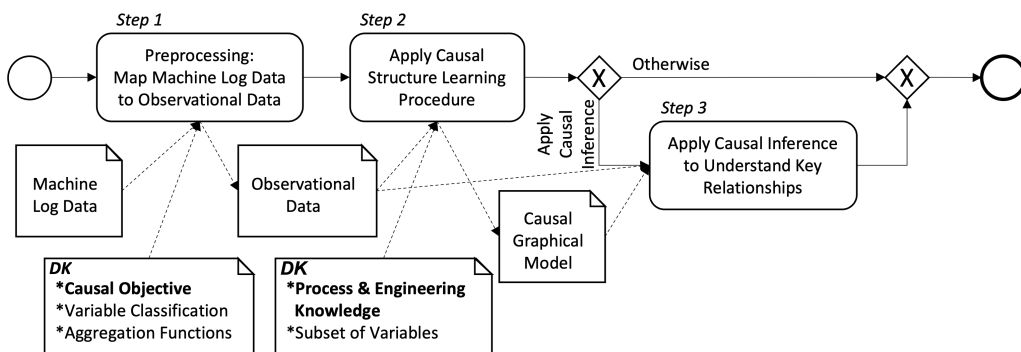 Step 1
Preprocessing:
Map Machine Log Data
to Observational Data
Step 2
Apply Causal
Structure Learning
Procedure
X
Otherwise
X
Apply
Causal
Inference
Step 3
Apply Causal Inference
to Understand Key
Relationships
Machine
Log Data
Observational
Data
Causal
Graphical
Model
DK
*Causal Objective
*Variable Classification
*Aggregation Functions
DK
*Process & Engineering
Knowledge
*Subset of Variables